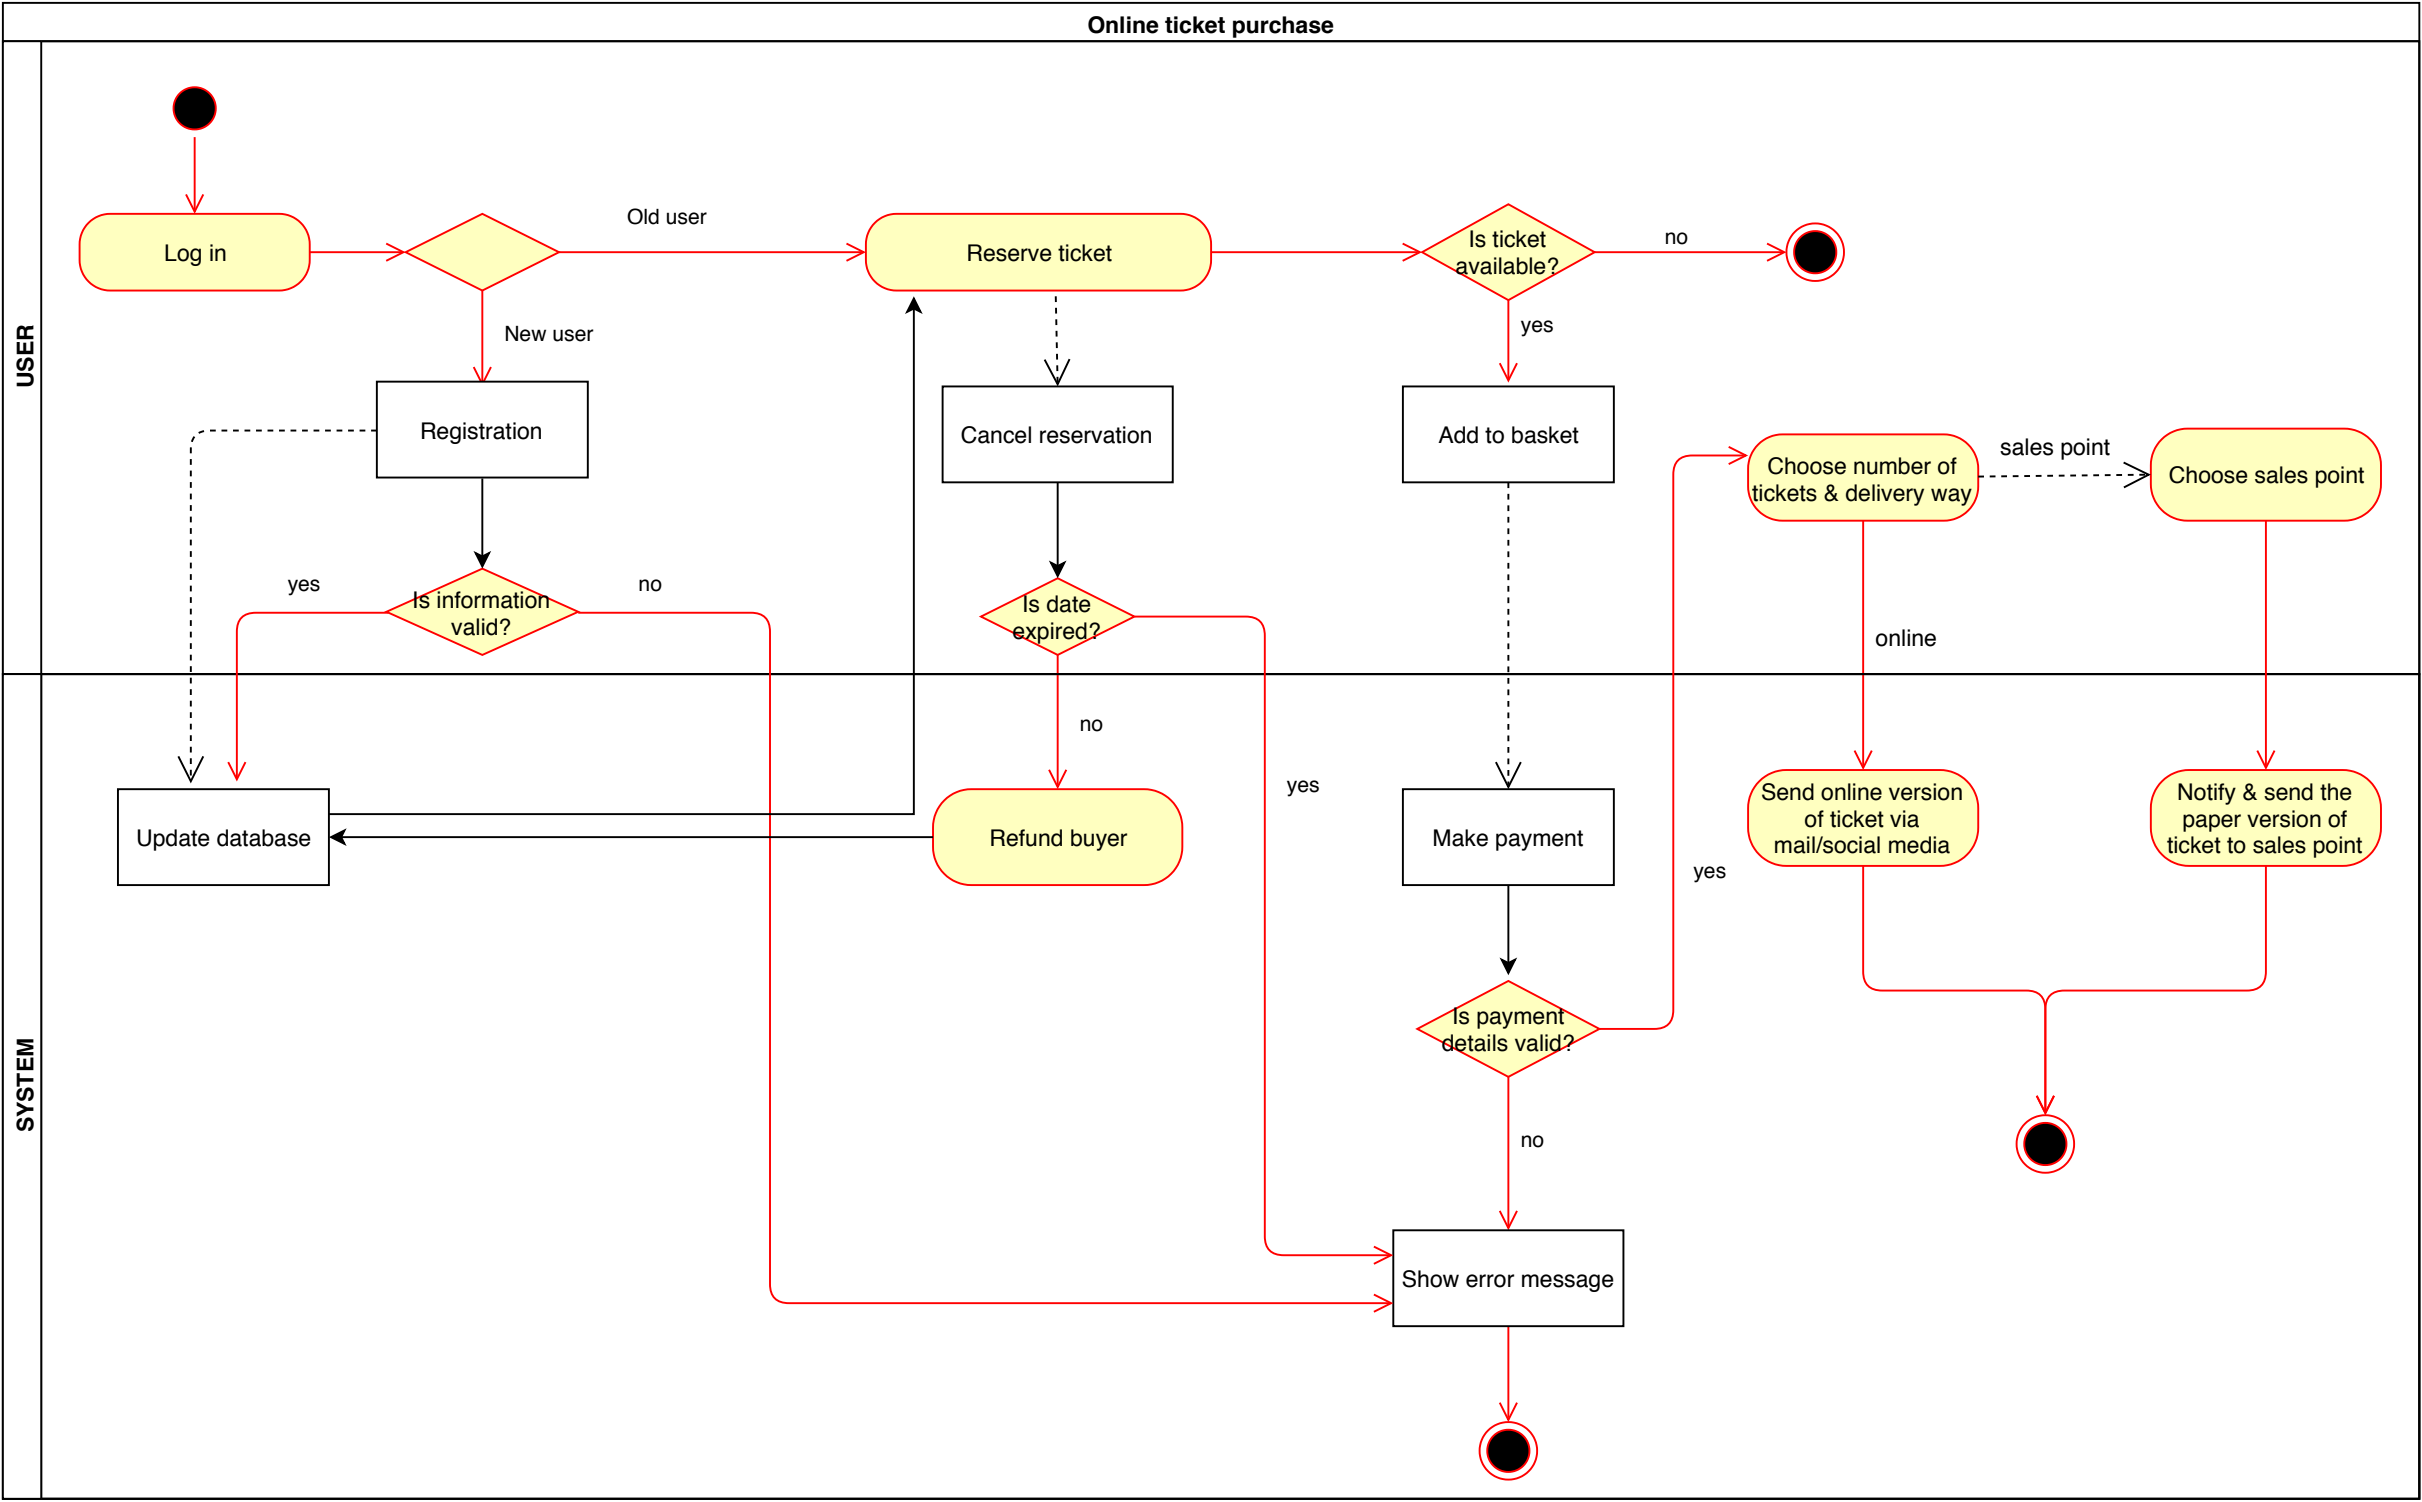 Online ticket purchase
USER
Log in
Old user
Reserve ticket
Is ticket
available?
no
New user
yes
Registration
Cancel reservation
Add to basket
Choose number of
tickets & delivery way
sales point
Choose sales point
yes
Is information
valid?
no
Is date
expired?
online
SYSTEM
no
yes
Update database
Refund buyer
Make payment
yes
Send online version
of ticket via
mail/social media
Notify & send the
paper version of
ticket to sales point
Is payment
details valid?
no
Show error message